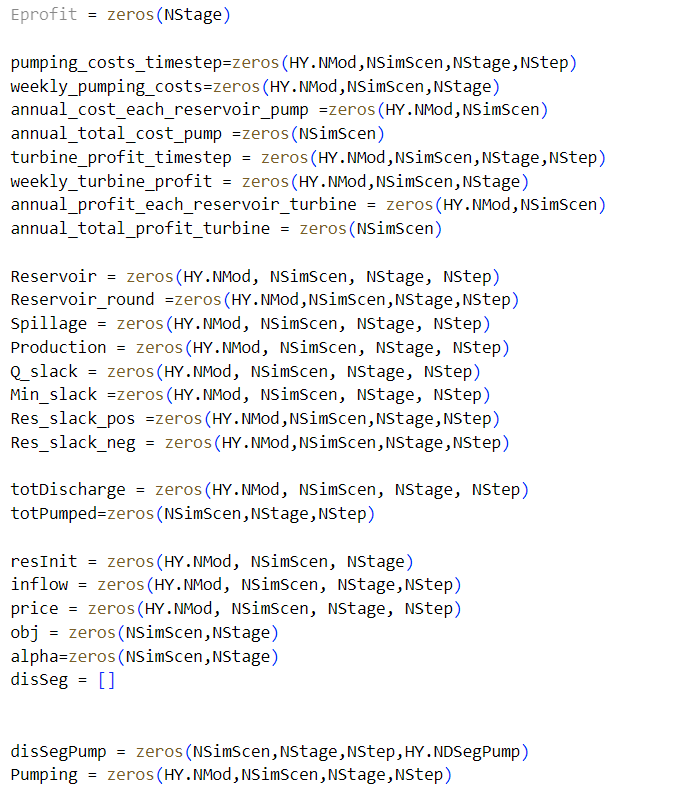 Eprofit = zeros(NStage)
pumping_costs_timestep=zeros(HY.NMod,NSimScen,NStage,NStep)
weekly_pumping_costs=zeros(HY.NMod,NSimScen,NStage)
annual_cost_each_reservoir_pump =zeros(HY.NMod,NSimScen)
annual_total_cost_pump =zeros(NSimScen)
turbine_profit_timestep = zeros(HY.NMod,NSimScen,NStage,NStep)
weekly_turbine_profit = zeros(HY.NMod,NSimScen,NStage)
annual_profit_each_reservoir_turbine = zeros(HY.NMod,NSimScen)
annual_total_profit_turbine = zeros(NSimScen)
Reservoir = zeros(HY.NMod, NSimScen, NStage, NStep)
Reservoir_round =zeros(HY.NMod,NSimScen,NStage,NStep)
Spillage = zeros(HY.NMod, NSimScen, NStage, NStep)
Production = zeros(HY.NMod, NSimScen, NStage, NStep)
Q_slack = zeros(HY.NMod, NSimScen, NStage, NStep)
Min_slack =zeros(HY.NMod, NSimScen, NStage, NStep)
Res_slack_pos =zeros(HY.NMod,NSimScen,NStage,NStep)
Res_slack_neg = zeros(HY.NMod,NSimScen,NStage,NStep)
totDischarge = zeros(HY.NMod, NSimScen, NStage, NStep)
totPumped=zeros(NSimScen,NStage,NStep)
resInit = zeros(HY.NMod, NSimScen, NStage)
inflow = zeros(HY.NMod, NSimScen, NStage,NStep)
price = zeros(HY.NMod, NSimScen, NStage, NStep)
obj = zeros(NSimScen,NStage)
alpha=zeros(NSimScen,NStage)
disSeg = []
disSegPump = zeros(NSimScen,NStage,NStep,HY.NDSegPump)
Pumping = zeros(HY.NMod,NSimScen,NStage,NStep)